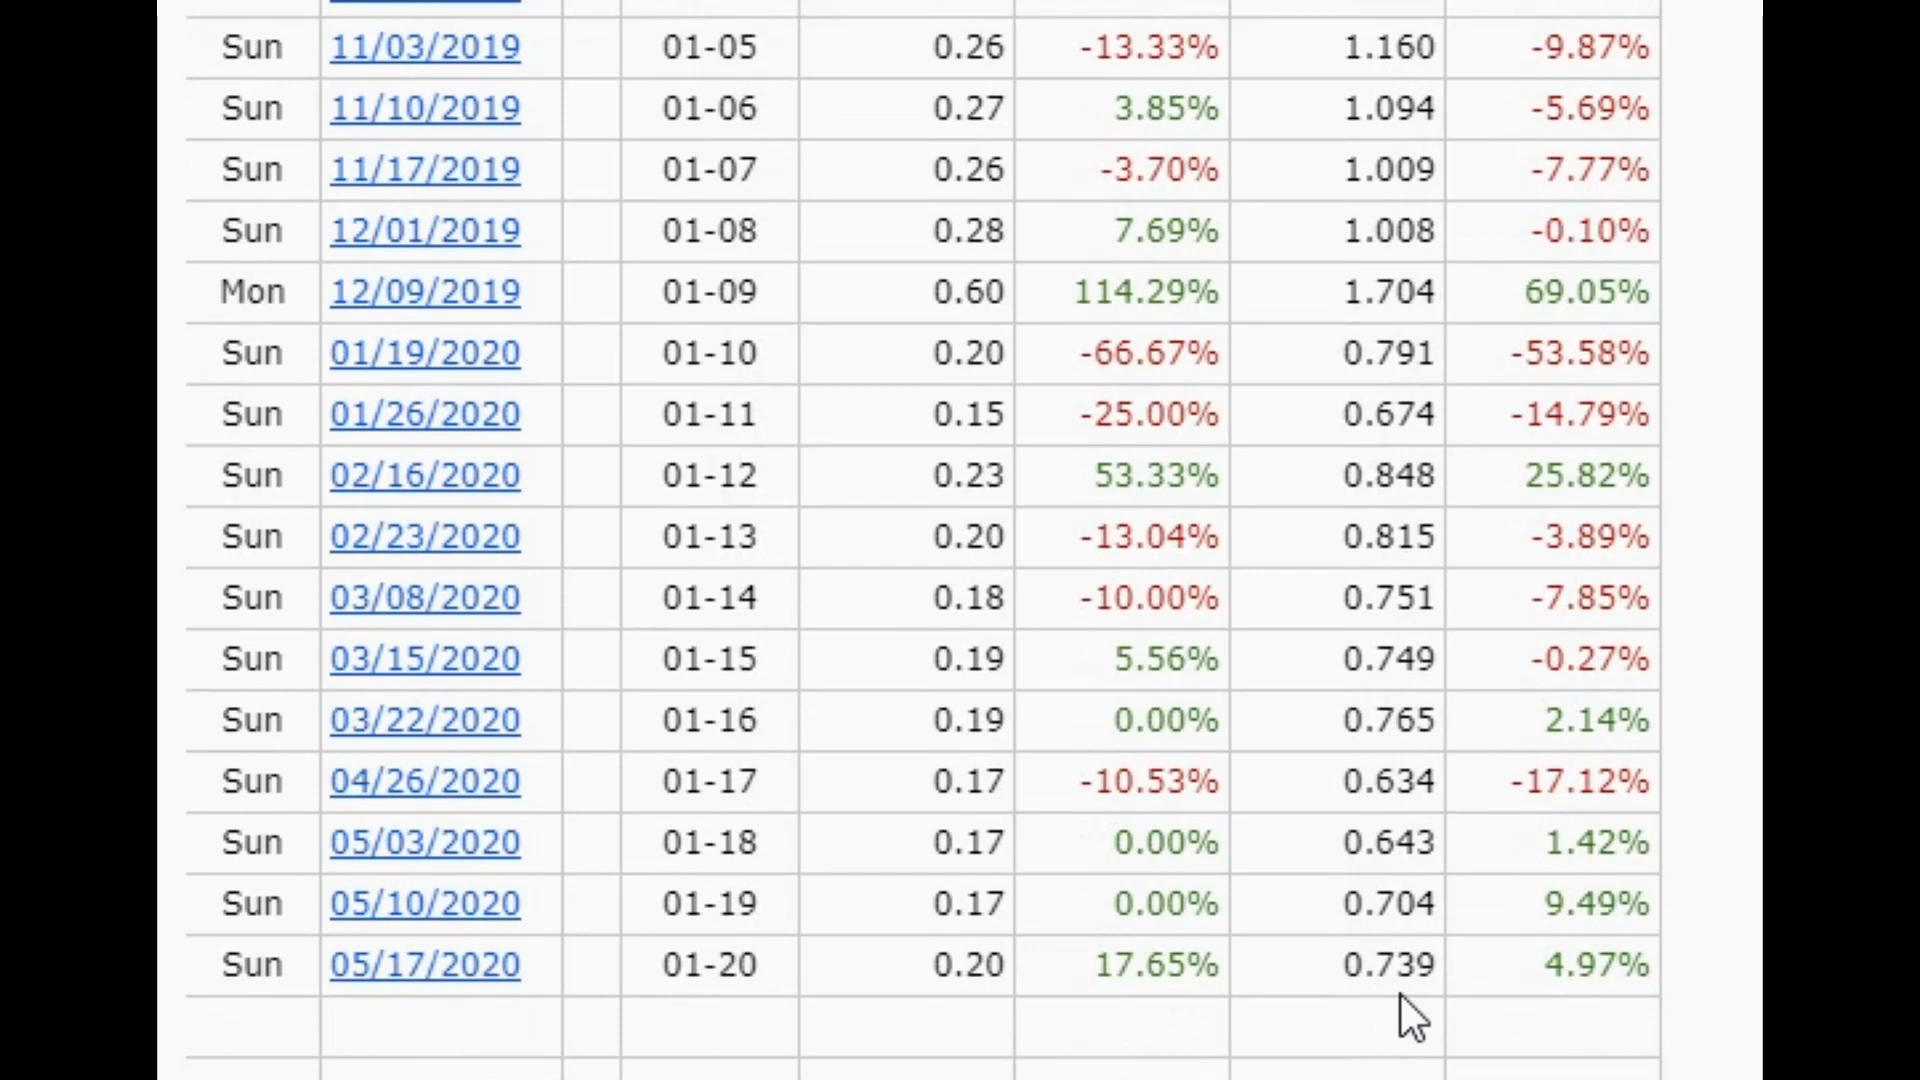 Sun 11/03/2019 01-05 0.26 -13.33% 1.160 -9.87%
Sun 11/10/2019 01-06 0.27 3.85% 1.094 -5.69%
Sun 11/17/2019 01-07 0.26 -3.70% 1.009 -7.77%
Sun 12/01/2019 01-08 0.28 7.69% 1.008 -0.10%
Mon 12/09/2019 01-09 0.60 114.29% 1.704 69.05%
Sun 01/19/2020 01-10 0.20 -66.67% 0.791 -53.58%
Sun 01/26/2020 01-11 0.15 -25.00% 0.674 -14.79%
Sun 02/16/2020 01-12 0.23 53.33% 0.848 25.82%
Sun 02/23/2020 01-13 0.20 -13.04% 0.815 -3.89%
Sun 03/08/2020 01-14 0.18 -10.00% 0.751 -7.85%
Sun 03/15/2020 01-15 0.19 5.56% 0.749 -0.27%
Sun 03/22/2020 01-16 0.19 0.00% 0.765 2.14%
Sun 04/26/2020 01-17 0.17 -10.53% 0.634 -17.12%
Sun 05/03/2020 01-18 0.17 0.00% 0.643 1.42%
Sun 05/10/2020 01-19 0.17 0.00% 0.704 9.49%
Sun 05/17/2020 01-20 0.20 17.65% 0.739 4.97%